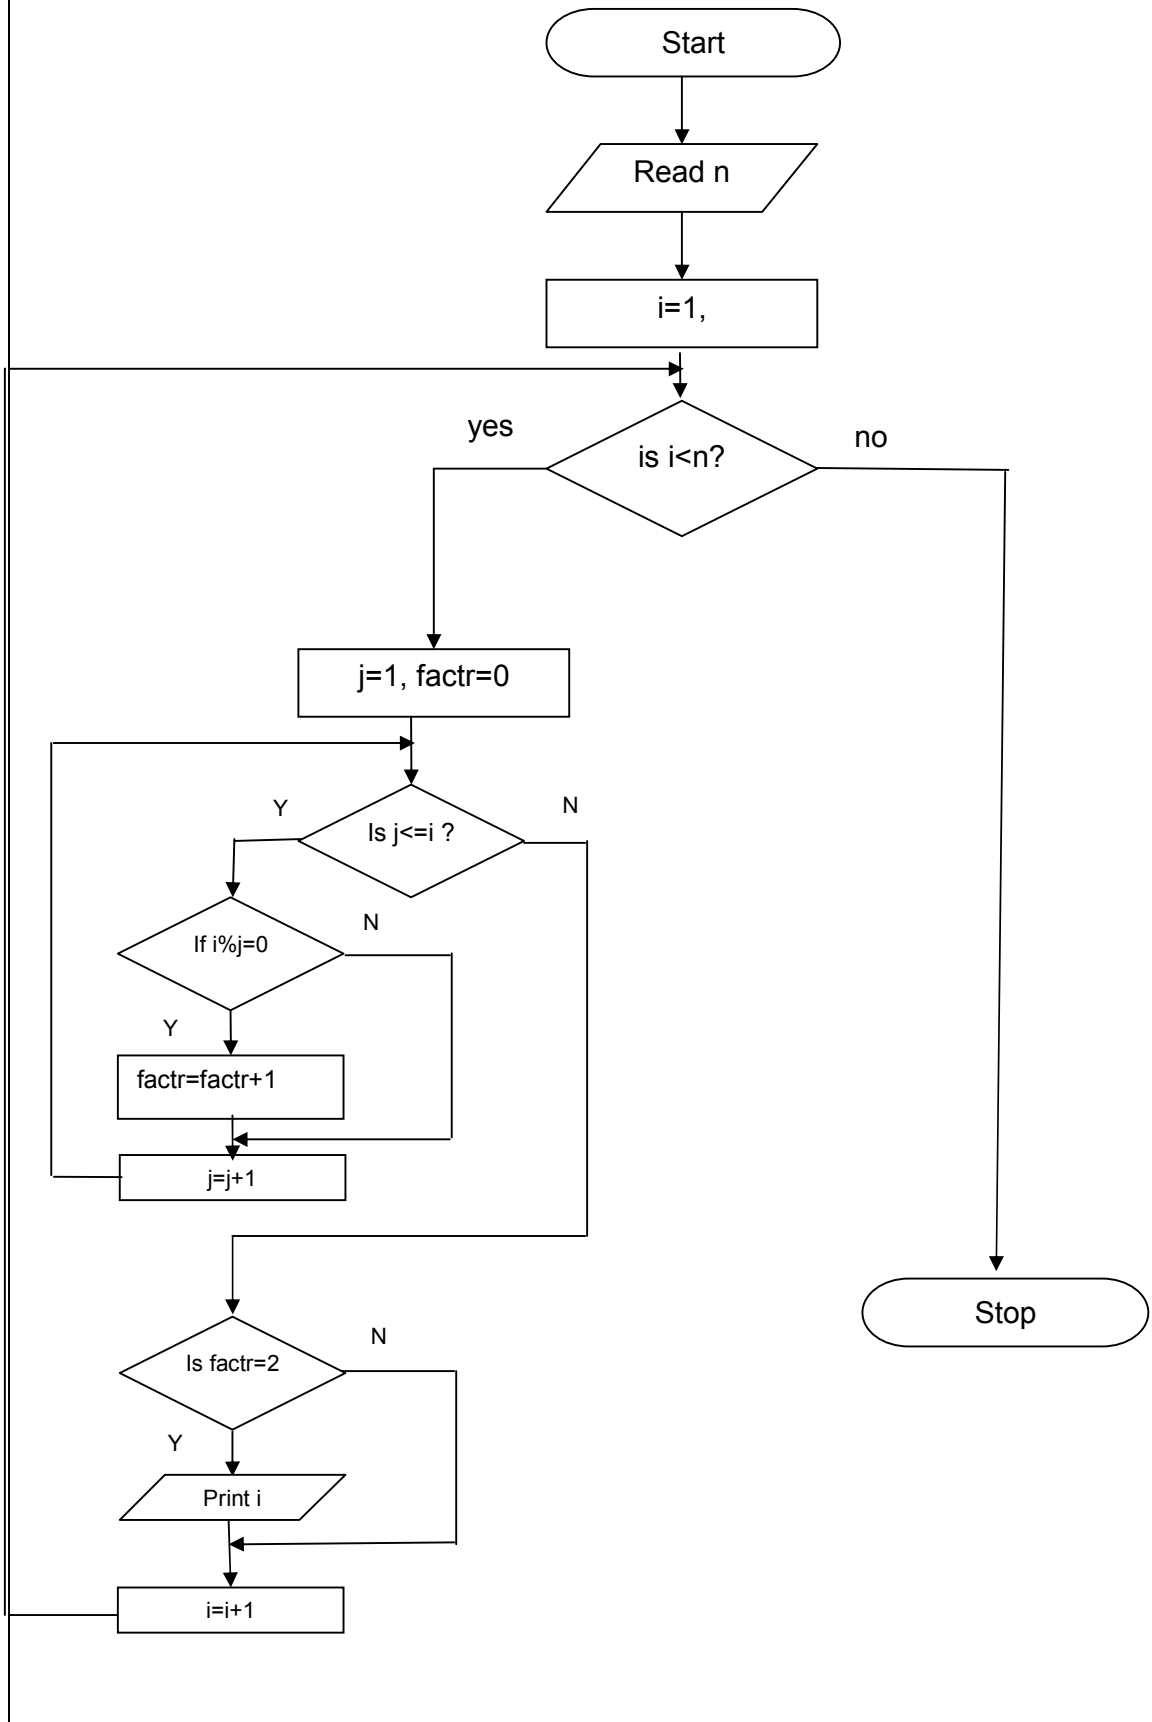 Start
Read n
i=1,
yes
is i<n?
no
j=1, factr=0
Y
Is j<=i ?
N
If i%j=0
N
Y
factr=factr+1
j=j+1
Is factr=2
N
Y
Print i
i=i+1
Stop